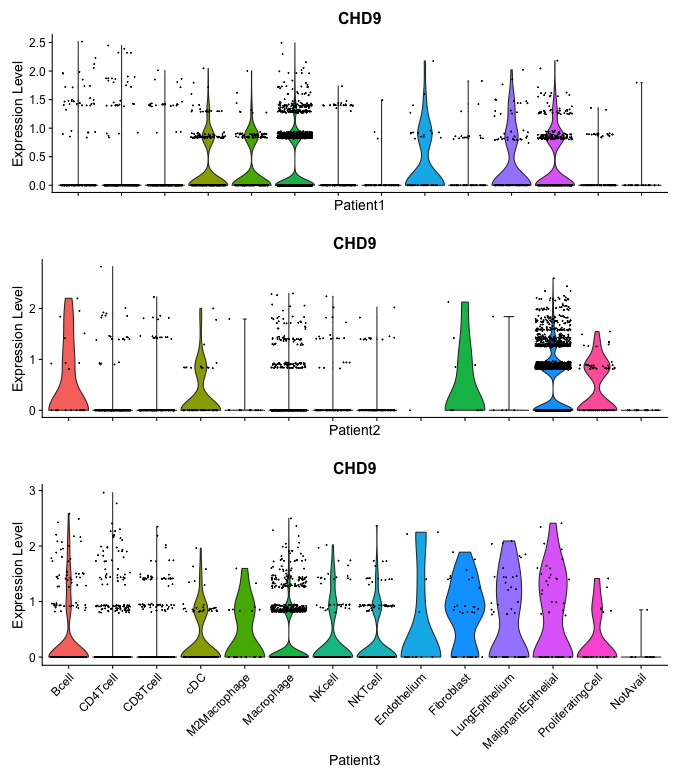 CHD9
Expression Level
2.5
2.0
1.5
1.0
0.5
0.0
Patient1
CHD9
Expression Level
2
1
0
Patient2
CHD9
Expression Level
3
2
1
0
Bcell
CD4Tcell
CD8Tcell
cDC
M2Macrophage
Macrophage
NKcell
NKTcell
Endothelium
Fibroblast
LungEpithelium
MalignantEpithelial
ProliferatingCell
NotAvail
Patient3